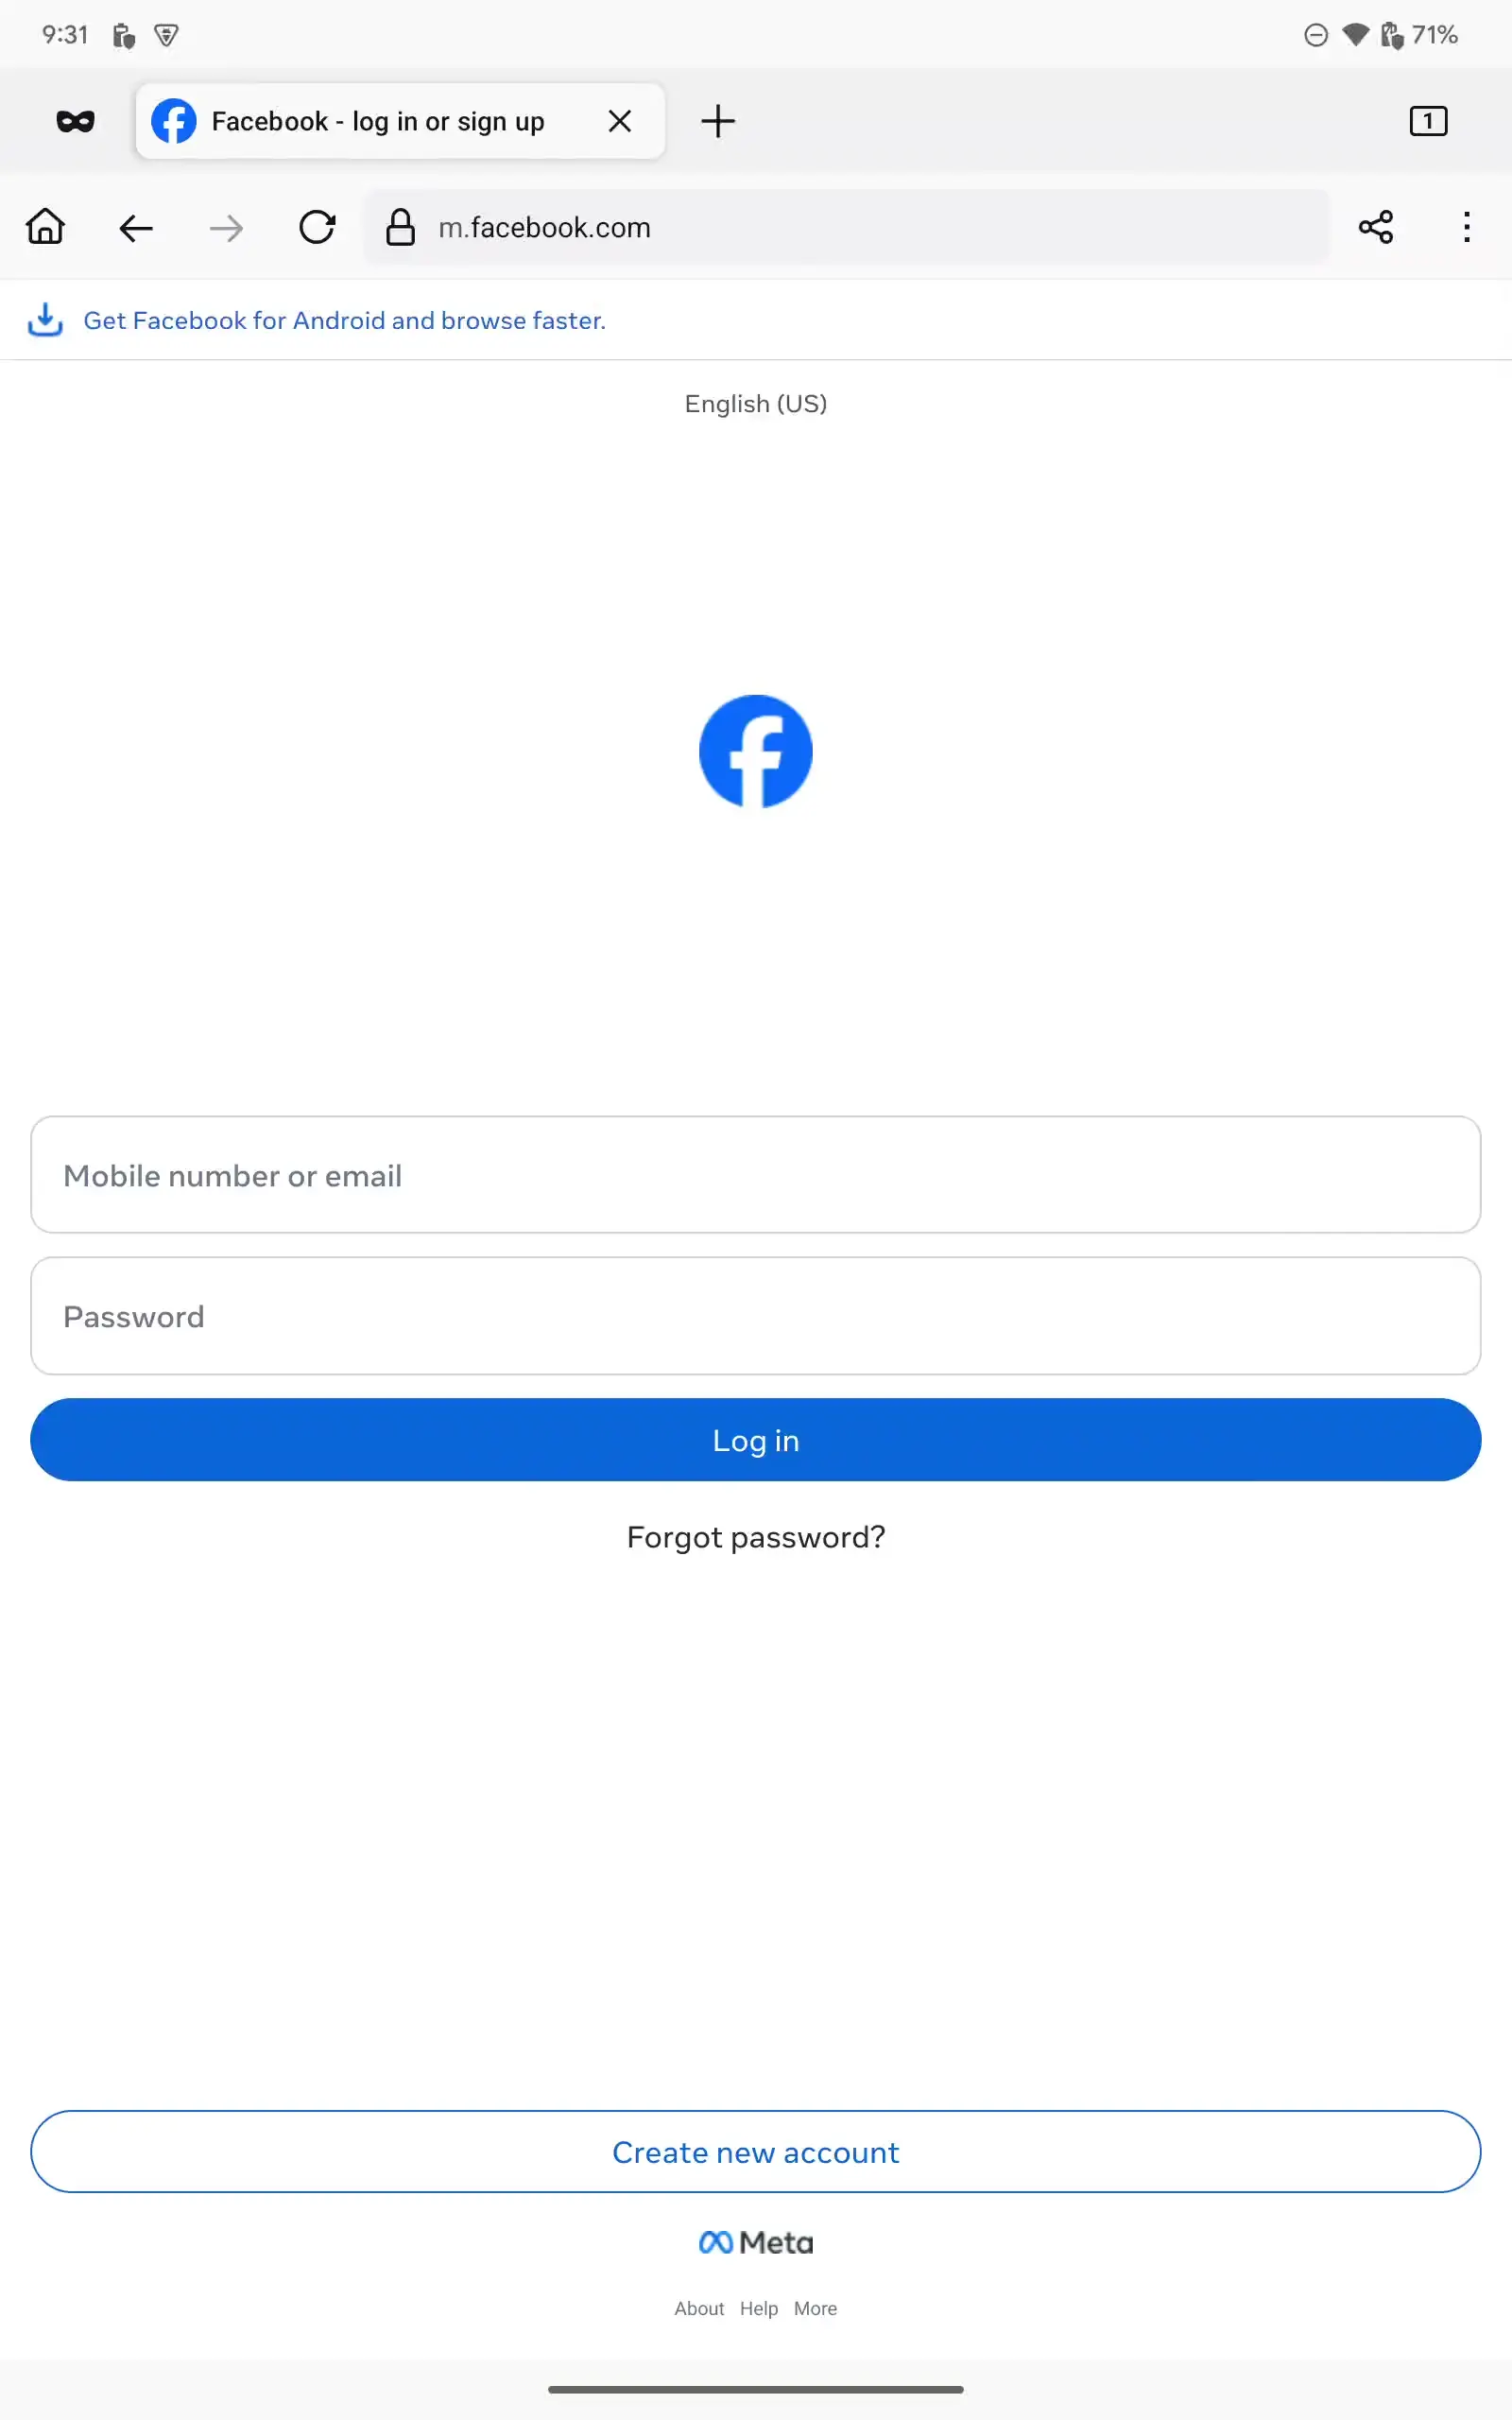 9:31
71%
Facebook - log in or sign up
1
m.facebook.com
Get Facebook for Android and browse faster.
English (US)
Mobile number or email
Password
Log in
Forgot password?
Create new account
Meta
About Help More